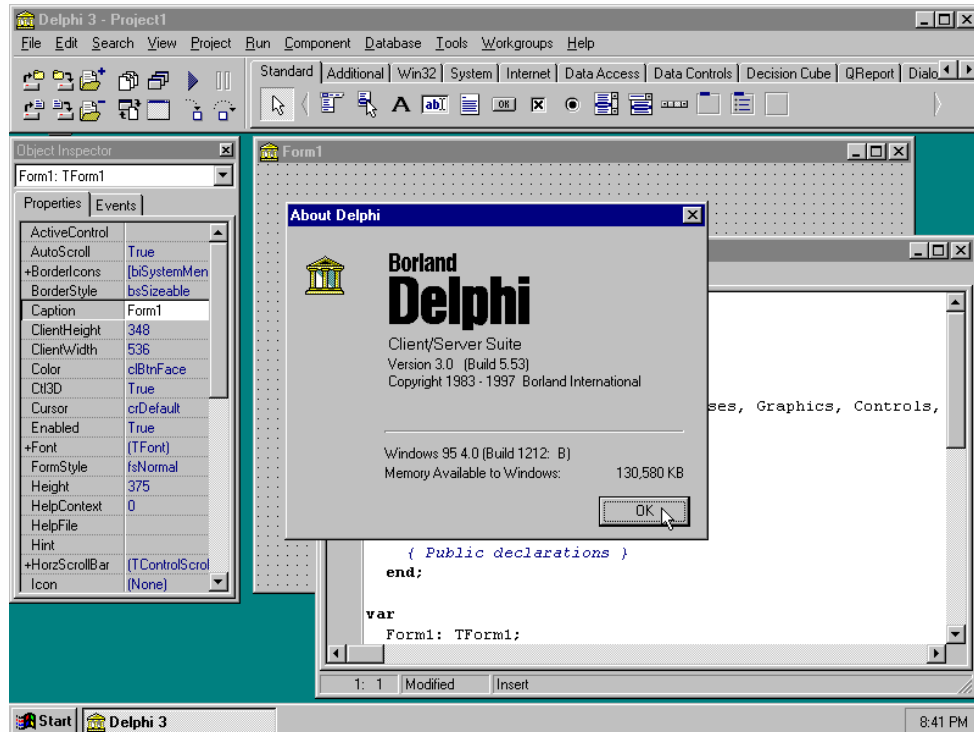 Delphi 3 - Project1
File Edit Search View Project Run Component Database Tools Workgroups Help
Standard Additional Win32 System Internet Data Access Data Controls Decision Cube QReport Dialo
A ab OK
Object Inspector
Form1: TForm1
Properties Events
ActiveControl
AutoScroll True
+BorderIcons [biSystemMen
BorderStyle bsSizeable
Caption Form1
ClientHeight 348
ClientWidth 536
Color clBtnFace
Ctl3D True
Cursor crDefault
Enabled True
+Font (TFont)
FormStyle fsNormal
Height 375
HelpContext 0
HelpFile
Hint
+HorzScrollBar (TControlScrol
Icon (None)
Form1
About Delphi
Borland
Delphi
Client/Server Suite
Version 3.0 (Build 5.53)
Copyright 1983 - 1997 Borland International
Windows 95 4.0 (Build 1212: B)
Memory Available to Windows: 130,580 KB
OK
ses, Graphics, Controls,
{ Public declarations }
end;
var
Form1: TForm1;
1: 1 Modified Insert
Start Delphi 3 8:41 PM